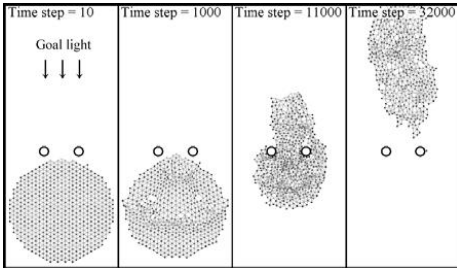 Time step = 10
Time step = 1000
Time step = 11000
Time step = 32000
Goal light